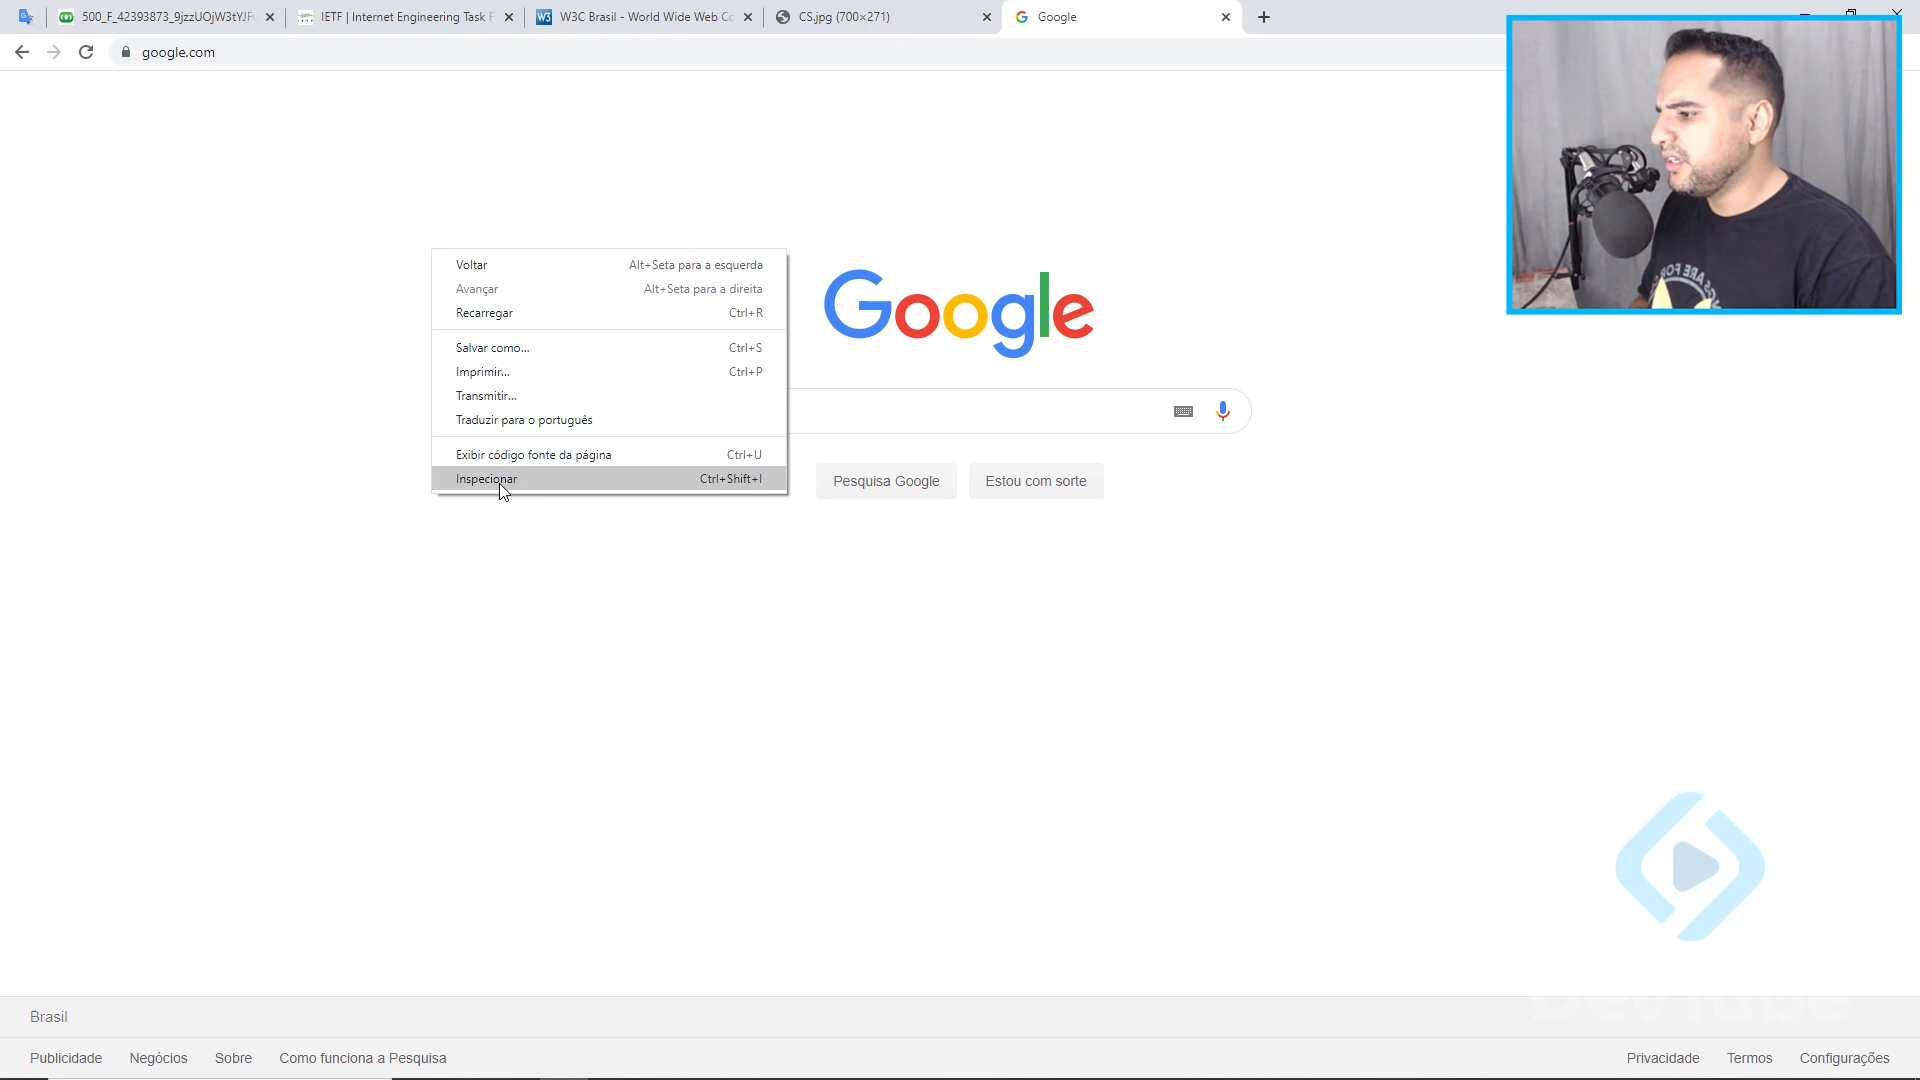 500_F_42393873_9jzzUOjW3tYJF
IETF | Internet Engineering Task F
W3C Brasil - World Wide Web Co
CS.jpg (700×271)
Google
google.com
Voltar Alt+Seta para a esquerda
Avançar Alt+Seta para a direita
Recarregar Ctrl+R
Salvar como... Ctrl+S
Imprimir... Ctrl+P
Transmitir...
Traduzir para o português
Exibir código fonte da página Ctrl+U
Inspecionar Ctrl+Shift+I
Google
Pesquisa Google
Estou com sorte
Brasil
Publicidade Negócios Sobre Como funciona a Pesquisa
Privacidade Termos Configurações